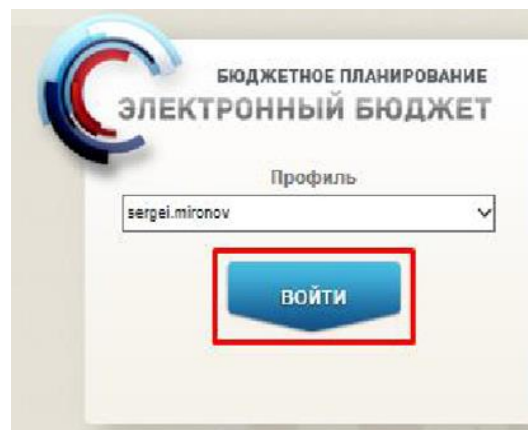 БЮДЖЕТНОЕ ПЛАНИРОВАНИЕ
ЭЛЕКТРОННЫЙ БЮДЖЕТ
Профиль
sergei.mironov
ВОЙТИ